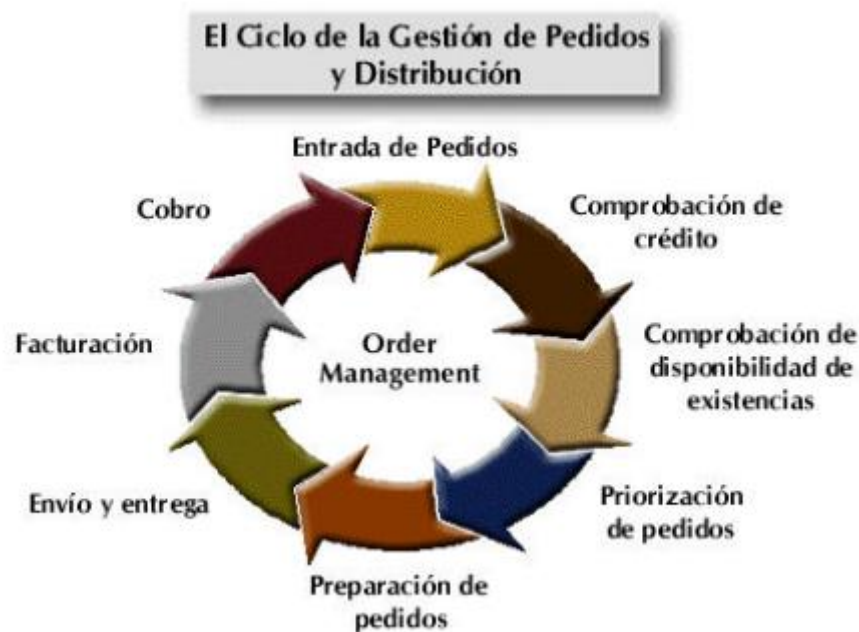 El Ciclo de la Gestión de Pedidos
y Distribución
Entrada de Pedidos
Comprobación de
crédito
Comprobación de
disponibilidad de
existencias
Priorización
de pedidos
Preparación de
pedidos
Envío y entrega
Facturación
Cobro
Order
Management